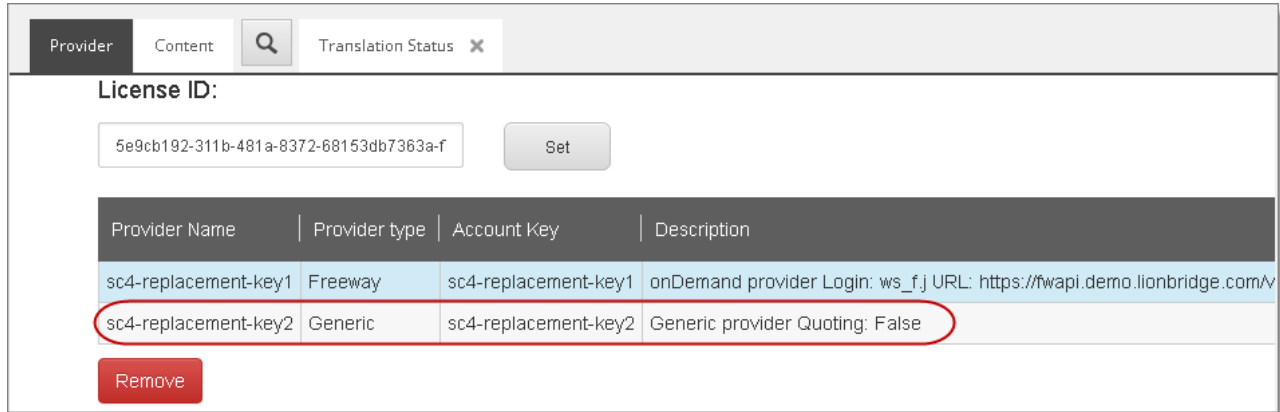 Provider Content Translation Status
License ID:
5e9cb192-311b-481a-8372-68153db7363a-f Set
Provider Name Provider type Account Key Description
sc4-replacement-key1 Freeway sc4-replacement-key1 onDemand provider Login: ws_f.j URL: https://fwapi.demo.lionbridge.com/v
sc4-replacement-key2 Generic sc4-replacement-key2 Generic provider Quoting: False
Remove